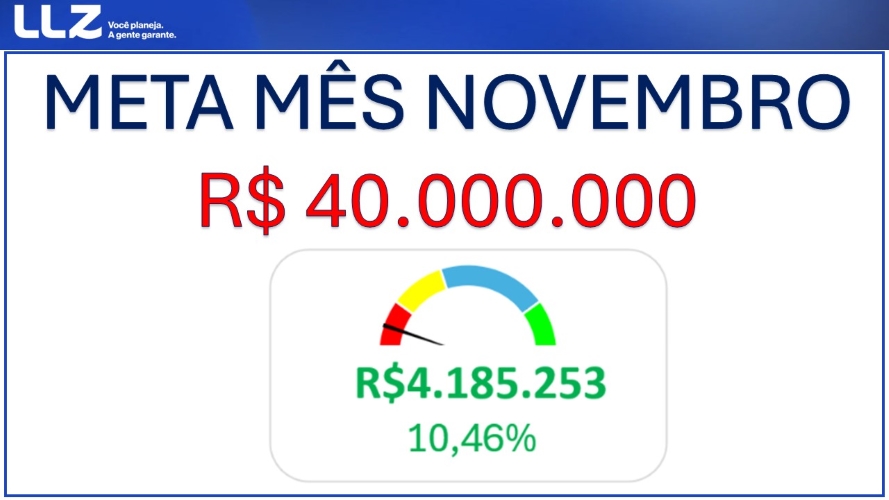 LLZ
Você planeja.
A gente garante.
META MÊS NOVEMBRO
R$ 40.000.000
R$4.185.253
10,46%